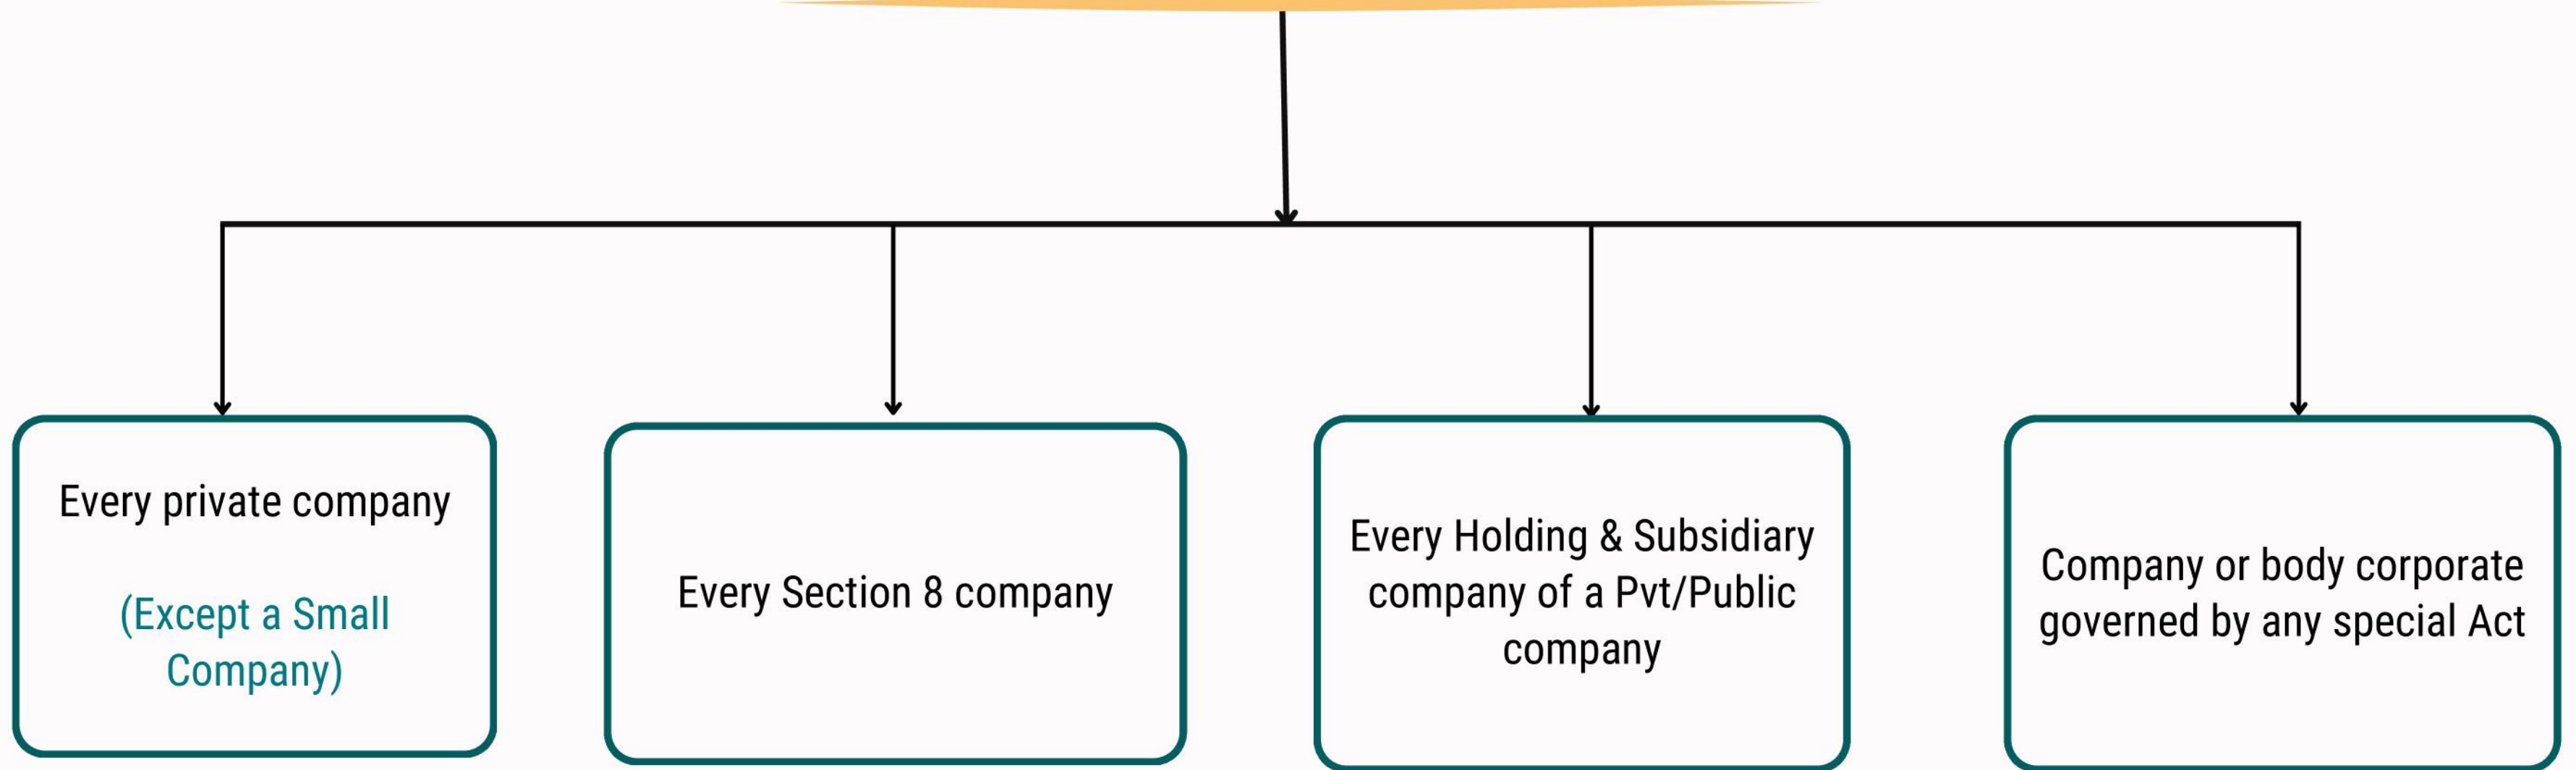 Every private company
(Except a Small
Company)
Every Section 8 company
Every Holding & Subsidiary
company of a Pvt/Public
company
Company or body corporate
governed by any special Act